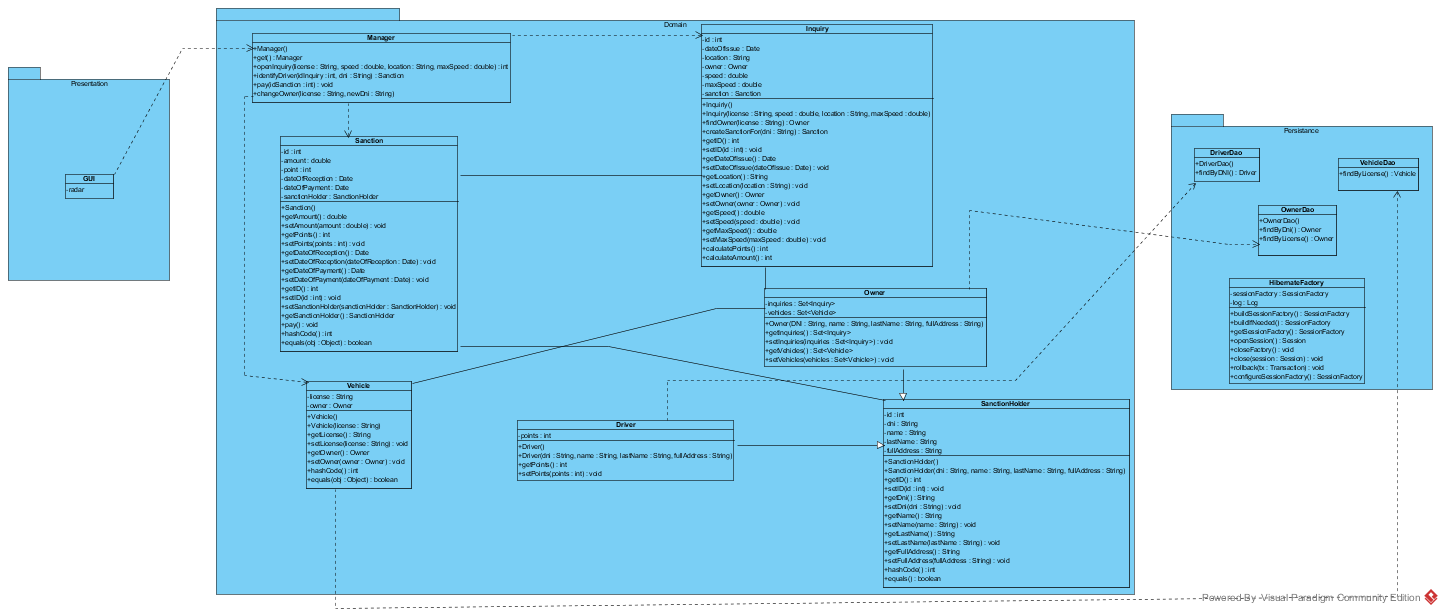 Presentation
GUI
-radar
Domain
Manager
+Manager()
+get() : Manager
+openInquiry(license : String, speed : double, location : String, maxSpeed : double) : int
+identifyDriver(idInquiry : int, dni : String) : Sanction
+pay(idSanction : int) : void
+changeOwner(license : String, newDni : String)
Sanction
-id : int
-amount : double
-point : int
-dateOfReception : Date
-dateOfPayment : Date
-sanctionHolder : SanctionHolder
+Sanction()
+getAmount() : double
+setAmount(amount : double) : void
+getPoints() : int
+setPoints(points : int) : void
+getDateOfReception() : Date
+setDateOfReception(dateOfReception : Date) : void
+getDateOfPayment() : Date
+setDateOfPayment(dateOfPayment : Date) : void
+getID() : int
+setID(id : int) : void
+setSanctionHolder(sanctionHolder : SanctionHolder) : void
+getSanctionHolder() : SanctionHolder
+pay() : void
+hashCode() : int
+equals(obj : Object) : boolean
Inquiry
-id : int
-dateOfIssue : Date
-location : String
-owner : Owner
-speed : double
-maxSpeed : double
-sanction : Sanction
+Inquiry()
+Inquiry(license : String, speed : double, location : String, maxSpeed : double)
+findOwner(license : String) : Owner
+createSanctionFor(dni : String) : Sanction
+getID() : int
+setID(id : int) : void
+getDateOfIssue() : Date
+setDateOfIssue(dateOfIssue : Date) : void
+getLocation() : String
+setLocation(location : String) : void
+getOwner() : Owner
+setOwner(owner : Owner) : void
+getSpeed() : double
+setSpeed(speed : double) : void
+getMaxSpeed() : double
+setMaxSpeed(maxSpeed : double) : void
+calculatePoints() : int
+calculateAmount() : int
Owner
-inquiries : Set<Inquiry>
-vehicles : Set<Vehicle>
+Owner(DNI : String, name : String, lastName : String, fullAddress : String)
+getInquiries() : Set<Inquiry>
+setInquiries(inquiries : Set<Inquiry>) : void
+getVehicles() : Set<Vehicle>
+setVehicles(vehicles : Set<Vehicle>) : void
Vehicle
-license : String
-owner : Owner
+Vehicle()
+Vehicle(license : String)
+getLicense() : String
+setLicense(license : String) : void
+getOwner() : Owner
+setOwner(owner : Owner) : void
+hashCode() : int
+equals(obj : Object) : boolean
Driver
-points : int
+Driver()
+Driver(dni : String, name : String, lastName : String, fullAddress : String)
+getPoints() : int
+setPoints(points : int) : void
SanctionHolder
-id : int
-dni : String
-name : String
-lastName : String
-fullAddress : String
+SanctionHolder()
+SanctionHolder(dni : String, name : String, lastName : String, fullAddress : String)
+getID() : int
+setID(id : int) : void
+getDni() : String
+setDni(dni : String) : void
+getName() : String
+setName(name : String) : void
+getLastName() : String
+setLastName(lastName : String) : void
+getFullAddress() : String
+setFullAddress(fullAddress : String) : void
+hashCode() : int
+equals() : boolean
Persistance
DriverDao
+DriverDao()
+findByDNI() : Driver
VehicleDao
+findByLicense() : Vehicle
OwnerDao
+OwnerDao()
+findByDni() : Owner
+findByLicense() : Owner
HibernateFactory
-sessionFactory : SessionFactory
-log : Log
+buildSessionFactory() : SessionFactory
+buildIfNeeded() : SessionFactory
+getSessionFactory() : SessionFactory
+openSession() : Session
+closeFactory() : void
+close(session : Session) : void
+rollback(tx : Transaction) : void
+configureSessionFactory() : SessionFactory
Powered By Visual Paradigm Community Edition